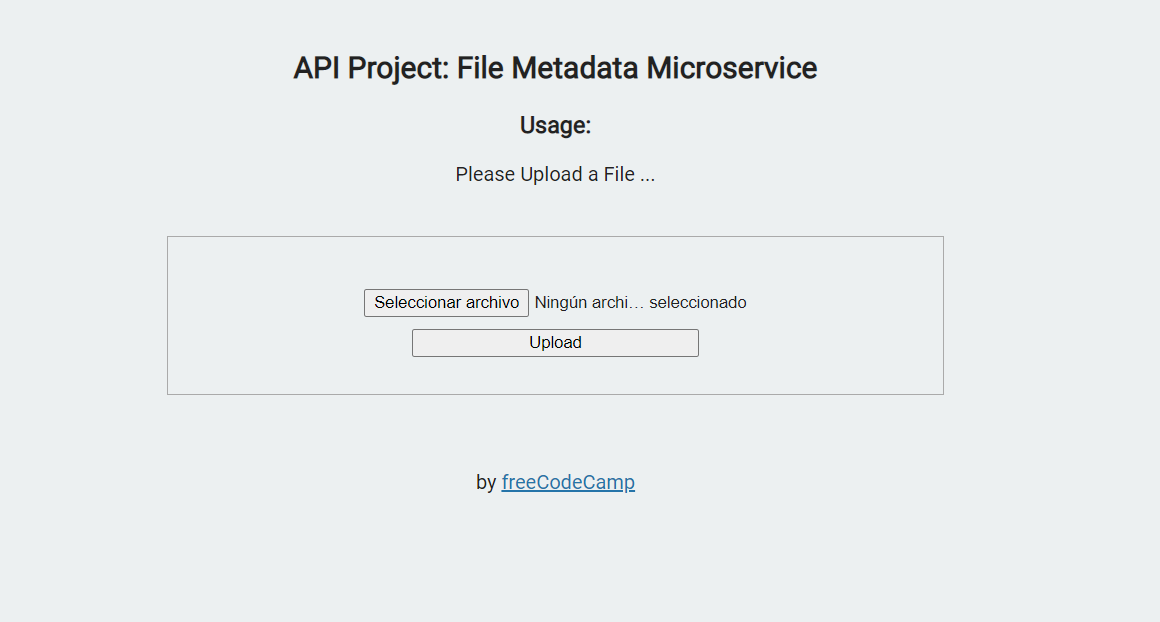 API Project: File Metadata Microservice
Usage:
Please Upload a File ...
Seleccionar archivo Ningún archi... seleccionado
Upload
by freeCodeCamp